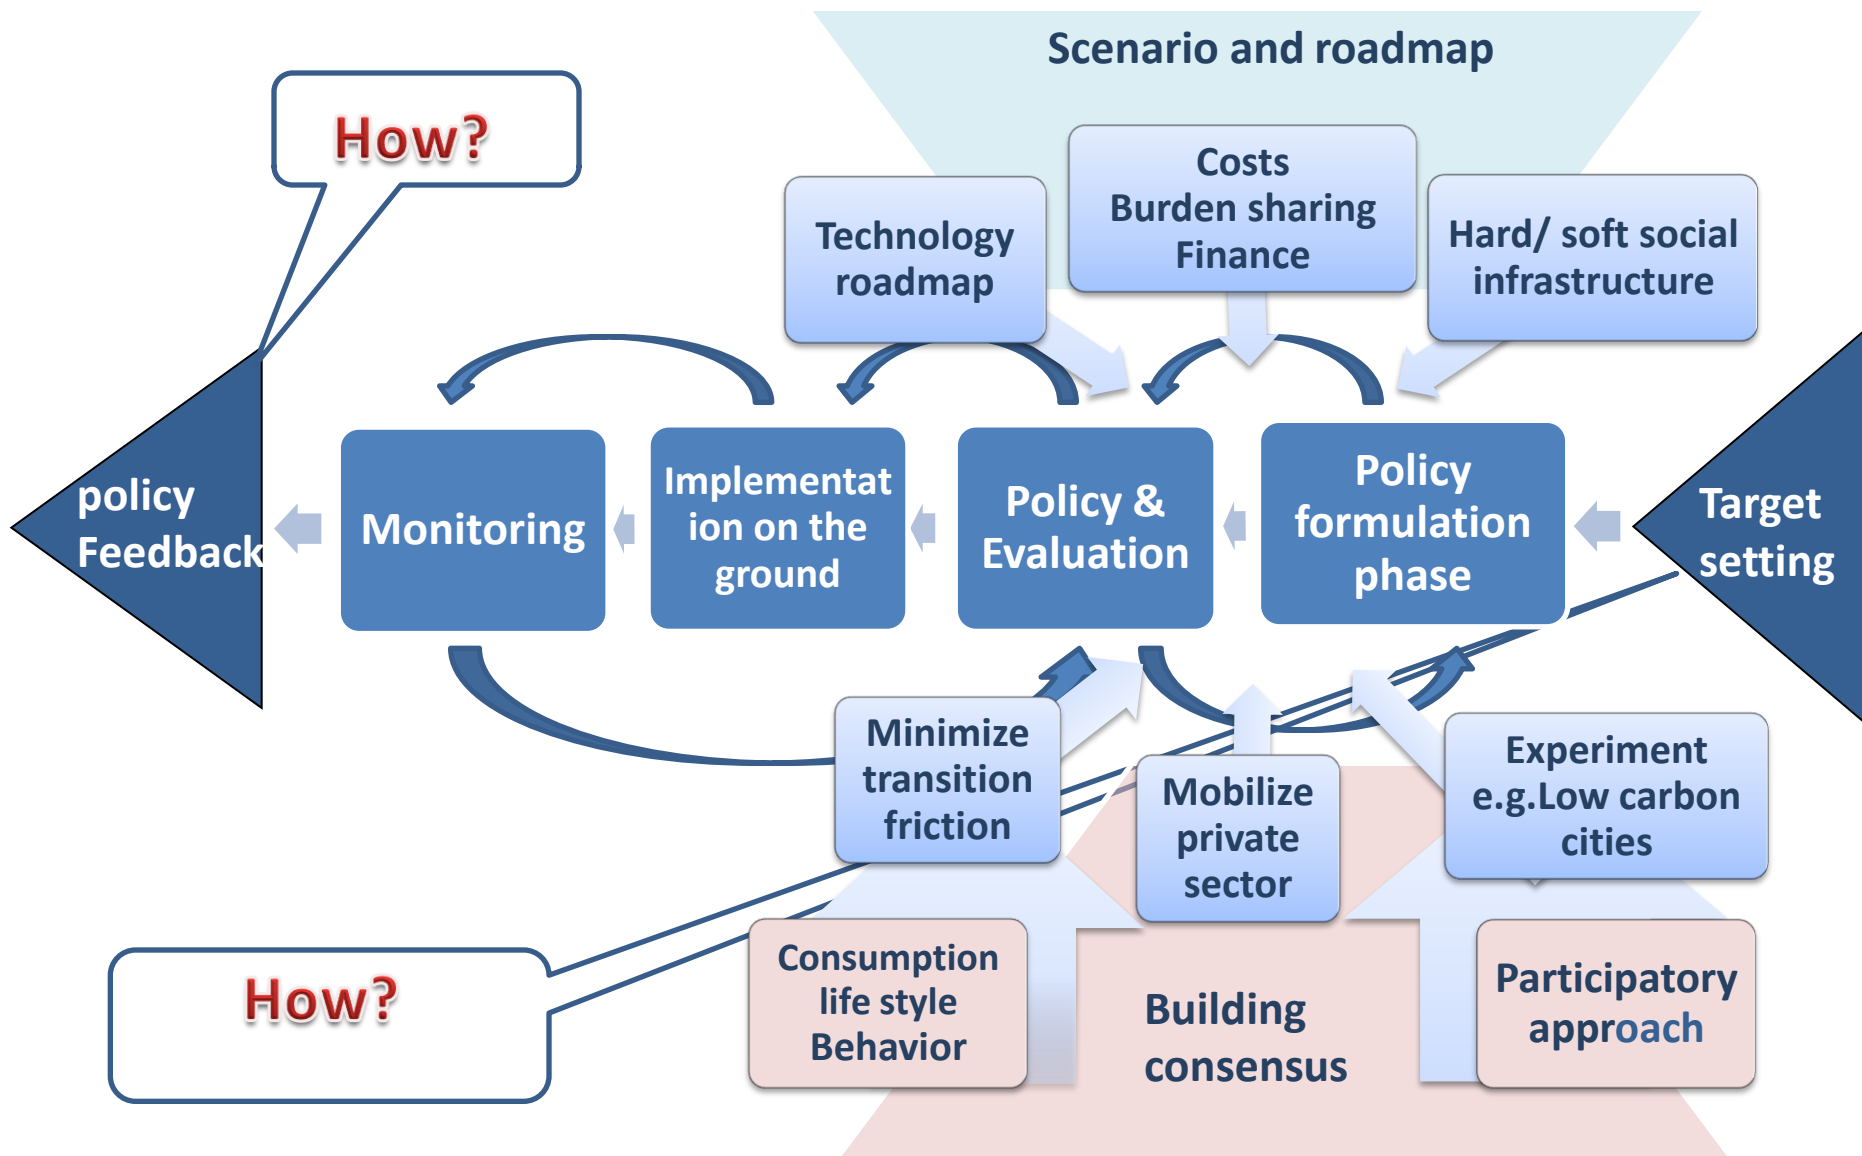 Scenario and roadmap
How?
Costs
Burden sharing
Finance
Technology
roadmap
Hard/ soft social
infrastructure
policy
Feedback
Monitoring
Implementat
ion on the
ground
Policy &
Evaluation
Policy
formulation
phase
Target
setting
Minimize
transition
friction
Mobilize
private
sector
Experiment
e.g.Low carbon
cities
How?
Consumption
life style
Behavior
Building
consensus
Participatory
approach